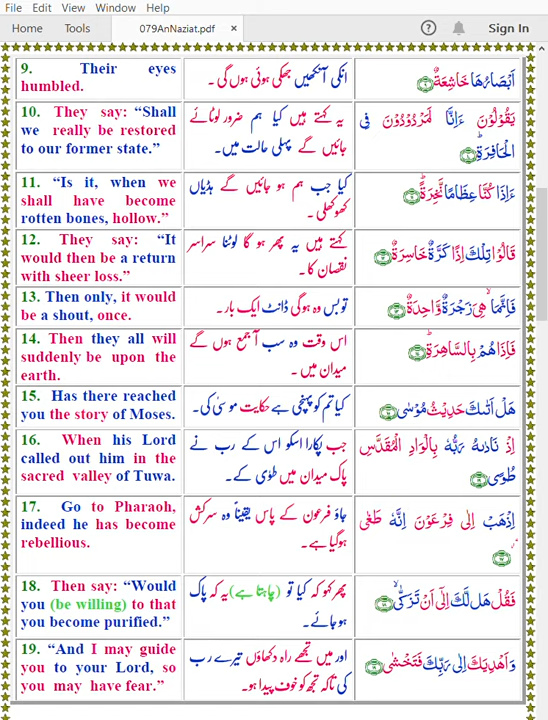 File Edit View Window Help
Home Tools 079AnNaziat.pdf × Sign In
9. Their eyes
humbled.
انکی آنکھیں جھکی ہوئی ہوں گی۔
اَبْصَارُهَا خَاشِعَةٌ ﴿۹﴾
10. They say: “Shall
we really be restored
to our former state.”
یہ کہتے ہیں کیا ہم ضرور لوٹائے
جائیں گے پہلی حالت میں۔
يَقُوْلُوْنَ ءَاِنَّا لَمَرْدُوْدُوْنَ فِى
الْحَافِرَةِؕ ﴿۱۰﴾
11. “Is it, when we
shall have become
rotten bones, hollow.”
کیا جب ہم ہو جائیں گے ہڈیاں
کھوکھلی۔
ءَاِذَا كُنَّا عِظَامًا نَّخِرَةًؕ
12. They say: “It
would then be a return
with sheer loss.”
کہتے ہیں یہ پھر ہو گا لوٹنا سراسر
نقصان کا۔
قَالُوْا تِلْكَ اِذًا كَرَّةٌ خَاسِرَةٌۘ
13. Then only, it would
be a shout, once.
تو بس وہ ہوگی ڈانٹ ایک بار۔
فَاِنَّمَا هِىَ زَجْرَةٌ وَّاحِدَةٌۙ
14. Then they all will
suddenly be upon the
earth.
اس وقت وہ سب آ جمع ہوں گے
میدان میں۔
فَاِذَا هُمْ بِالسَّاهِرَةِؕ
15. Has there reached
you the story of Moses.
کیا تم کو پہنچی ہے حکایت موسیٰ کی۔
هَلْ اَتٰٮكَ حَدِيْثُ مُوْسٰىۘ
16. When his Lord
called out him in the
sacred valley of Tuwa.
جب پکارا اسکو اس کے رب نے
پاک میدان میں طوٰی کے۔
اِذْ نَادٰٮهُ رَبُّهٗ بِالْوَادِ الْمُقَدَّسِ
طُوًىۚ
17. Go to Pharaoh,
indeed he has become
rebellious.
جاؤ فرعون کے پاس یقیناً وہ سرکش
ہوگیا ہے۔
اِذْهَبْ اِلٰى فِرْعَوْنَ اِنَّهٗ طَغٰى
18. Then say: “Would
you (be willing) to that
you become purified.”
پھر کہو کہ کیا تو (چاہتا ہے) یہ کہ پاک
ہو جائے۔
فَقُلْ هَلْ لَّكَ اِلٰٓى اَنْ تَزَكّٰىۙ
19. “And I may guide
you to your Lord, so
you may have fear.”
اور میں تجھے راہ دکھاؤں تیرے رب
کی تاکہ تجھ کو خوف پیدا ہو۔
وَاَهْدِيَكَ اِلٰى رَبِّكَ فَتَخْشٰىۚ